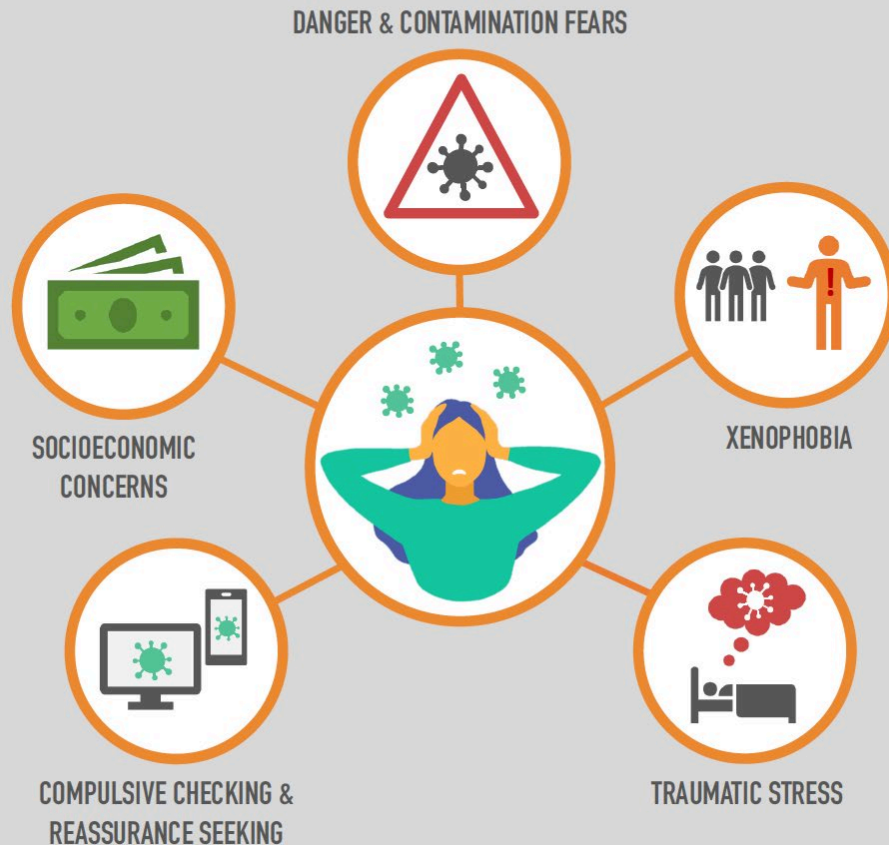 DANGER & CONTAMINATION FEARS
SOCIOECONOMIC
CONCERNS
!
XENOPHOBIA
COMPULSIVE CHECKING &
REASSURANCE SEEKING
TRAUMATIC STRESS